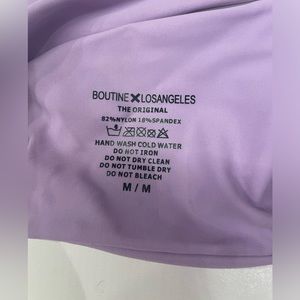 BOUTINE✕LOSANGELES
THE ORIGINAL
82%NYLON 18%SPANDEX
HAND WASH COLD WATER
DO NOT IRON
DO NOT DRY CLEAN
DO NOT TUMBLE DRY
DO NOT BLEACH
M / M